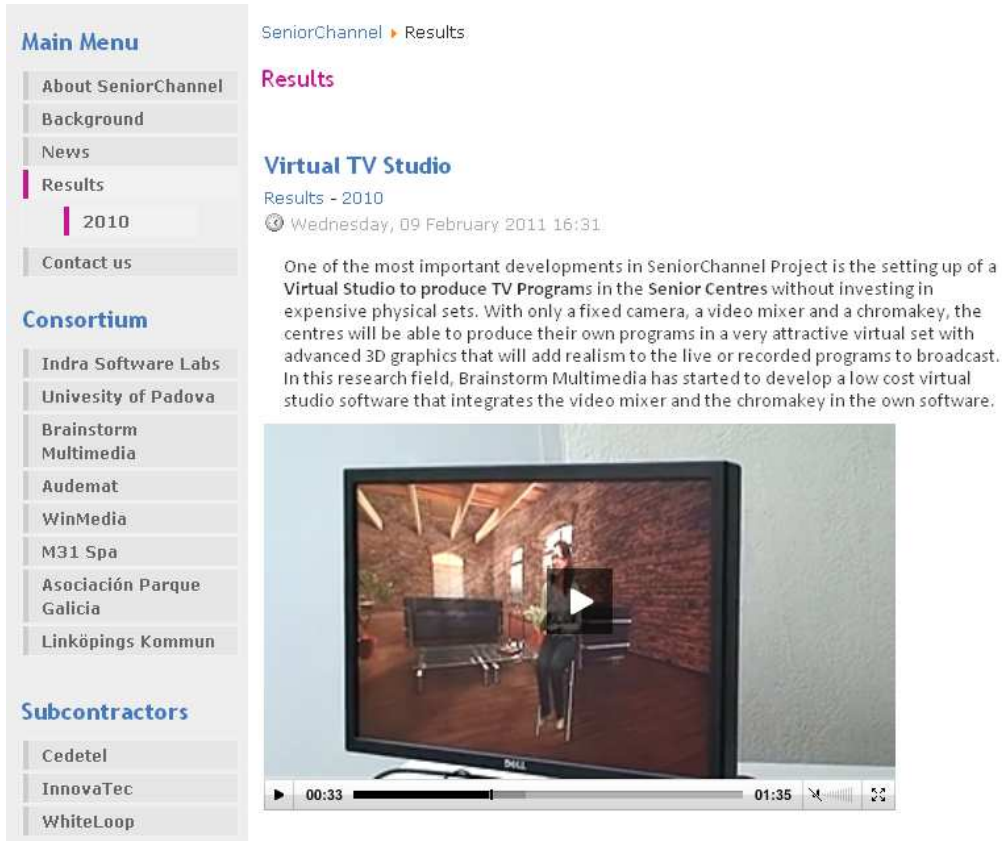 Main Menu
About SeniorChannel
Background
News
Results
2010
Contact us
Consortium
Indra Software Labs
Univesity of Padova
Brainstorm
Multimedia
Audemat
WinMedia
M31 Spa
Asociación Parque
Galicia
Linköpings Kommun
Subcontractors
Cedetel
InnovaTec
WhiteLoop
SeniorChannel Results
Results
Virtual TV Studio
Results - 2010
Wednesday, 09 February 2011 16:31
One of the most important developments in SeniorChannel Project is the setting up of a
Virtual Studio to produce TV Programs in the Senior Centres without investing in
expensive physical sets. With only a fixed camera, a video mixer and a chromakey, the
centres will be able to produce their own programs in a very attractive virtual set with
advanced 3D graphics that will add realism to the live or recorded programs to broadcast.
In this research field, Brainstorm Multimedia has started to develop a low cost virtual
studio software that integrates the video mixer and the chromakey in the own software.
DELL
00:33 01:35